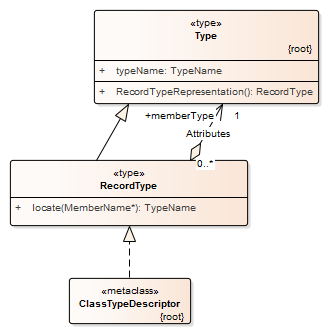 «type»
Type
{root}
+ typeName: TypeName
+ RecordTypeRepresentation(): RecordType
+memberType 1
Attributes
0..*
«type»
RecordType
+ locate(MemberName*): TypeName
«metaclass»
ClassTypeDescriptor
{root}